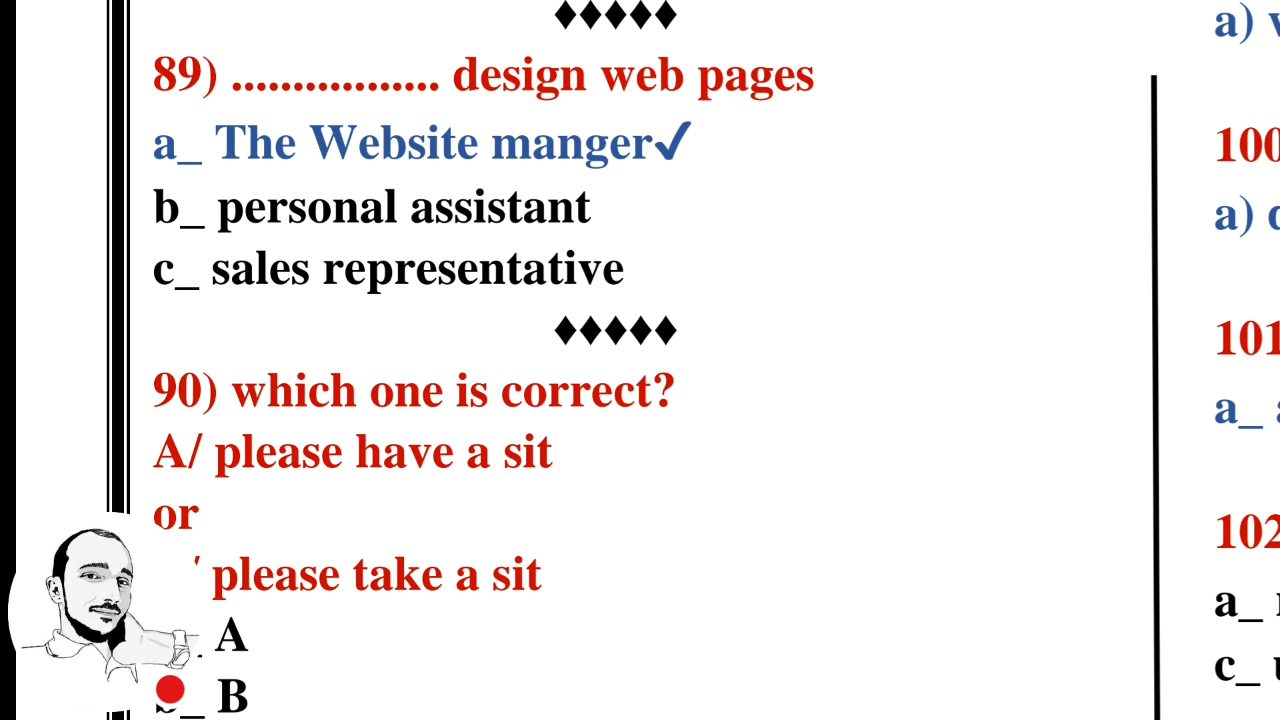 ♦♦♦♦♦
89) ................. design web pages
a_ The Website manger✓
b_ personal assistant
c_ sales representative
♦♦♦♦♦
90) which one is correct?
A/ please have a sit
or
/ please take a sit
_ A
b_ B
a)
100
a)
101
a_
102
a_
c_